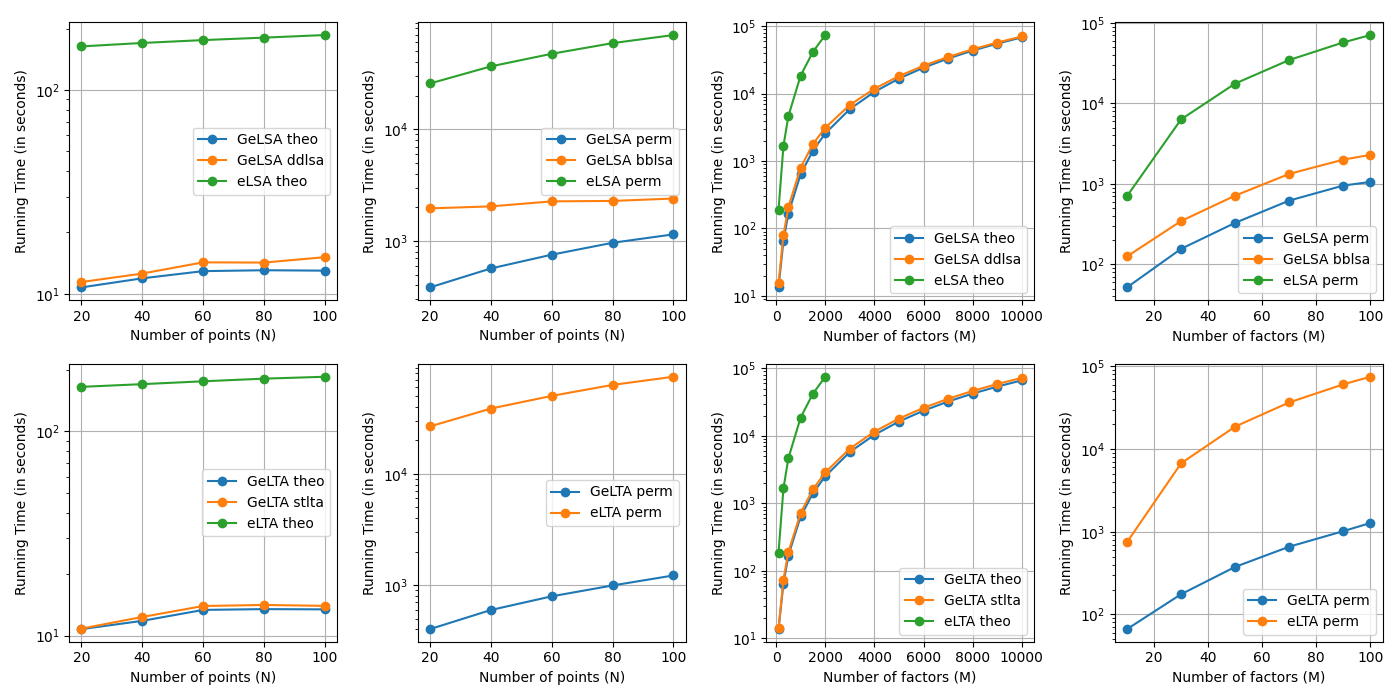 Running Time (in seconds)
10²
10¹
GeLSA theo
GeLSA ddlsa
eLSA theo
20 40 60 80 100
Number of points (N)
Running Time (in seconds)
10⁴
10³
GeLSA perm
GeLSA bblsa
eLSA perm
20 40 60 80 100
Number of points (N)
Running Time (in seconds)
10⁵
10⁴
10³
10²
10¹
GeLSA theo
GeLSA ddlsa
eLSA theo
0 2000 4000 6000 8000 10000
Number of factors (M)
Running Time (in seconds)
10⁵
10⁴
10³
10²
GeLSA perm
GeLSA bblsa
eLSA perm
20 40 60 80 100
Number of factors (M)
Running Time (in seconds)
10²
10¹
GeLTA theo
GeLTA stlta
eLTA theo
20 40 60 80 100
Number of points (N)
Running Time (in seconds)
10⁴
10³
GeLTA perm
eLTA perm
20 40 60 80 100
Number of points (N)
Running Time (in seconds)
10⁵
10⁴
10³
10²
10¹
GeLTA theo
GeLTA stlta
eLTA theo
0 2000 4000 6000 8000 10000
Number of factors (M)
Running Time (in seconds)
10⁵
10⁴
10³
10²
GeLTA perm
eLTA perm
20 40 60 80 100
Number of factors (M)